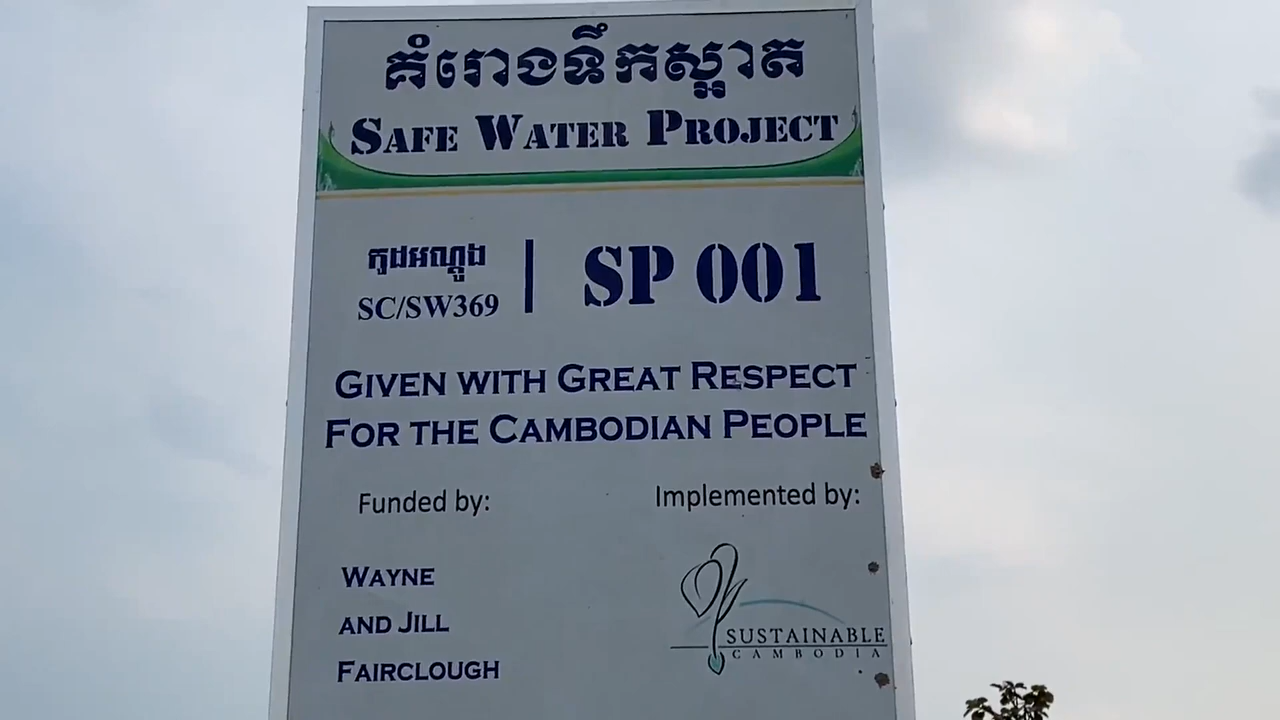 គំរោងទឹកស្អាត
SAFE WATER PROJECT
កូដអណ្តូង
SC/SW369
SP 001
GIVEN WITH GREAT RESPECT
FOR THE CAMBODIAN PEOPLE
Funded by:
WAYNE
AND JILL
FAIRCLOUGH
Implemented by:
SUSTAINABLE
CAMBODIA